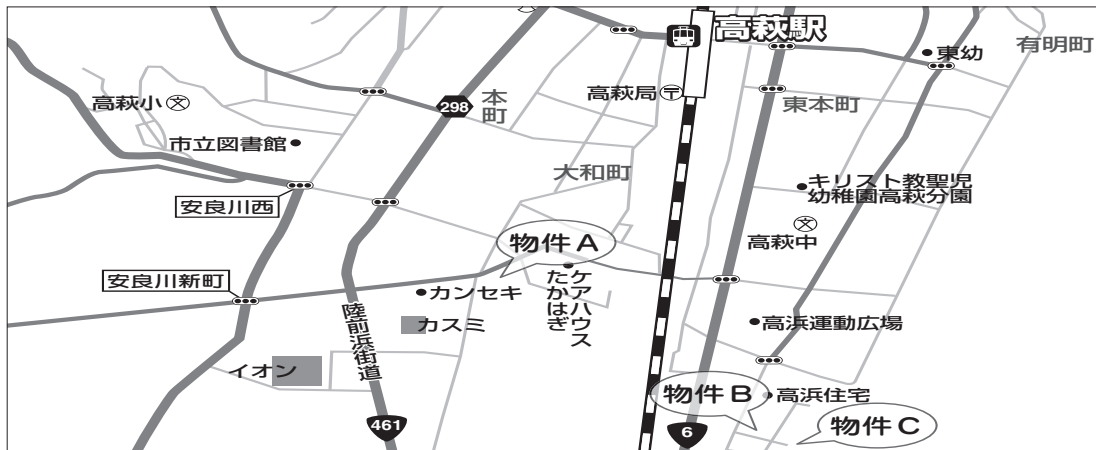 高萩駅
有明町
東幼
高萩小
298
本町
高萩局
東本町
市立図書館
大和町
キリスト教聖児
幼稚園高萩分園
安良川西
高萩中
物件A
安良川新町
カンセキ
ケアハウス
たかはぎ
陸前浜街道
カスミ
高浜運動広場
イオン
物件B
高浜住宅
461
6
物件C